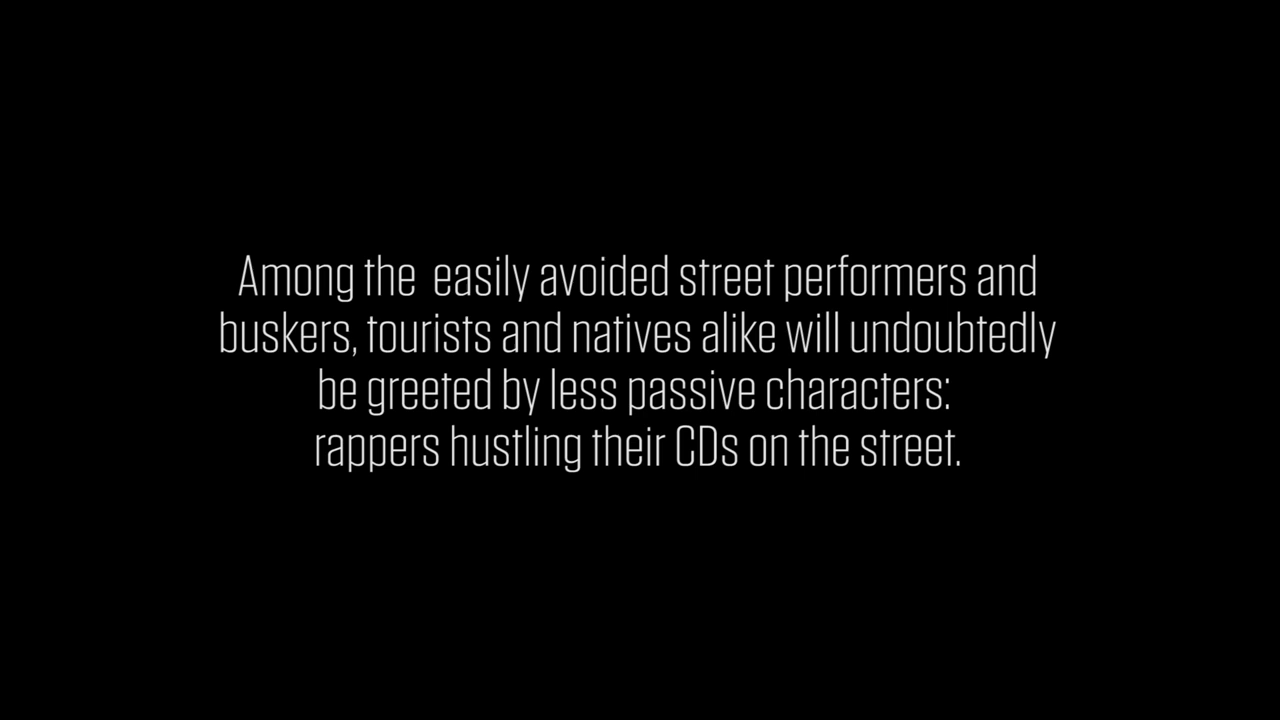 Among the  easily avoided street performers and
buskers, tourists and natives alike will undoubtedly
be greeted by less passive characters:
rappers hustling their CDs on the street.